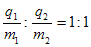 q₁/m₁ : q₂/m₂ = 1:1